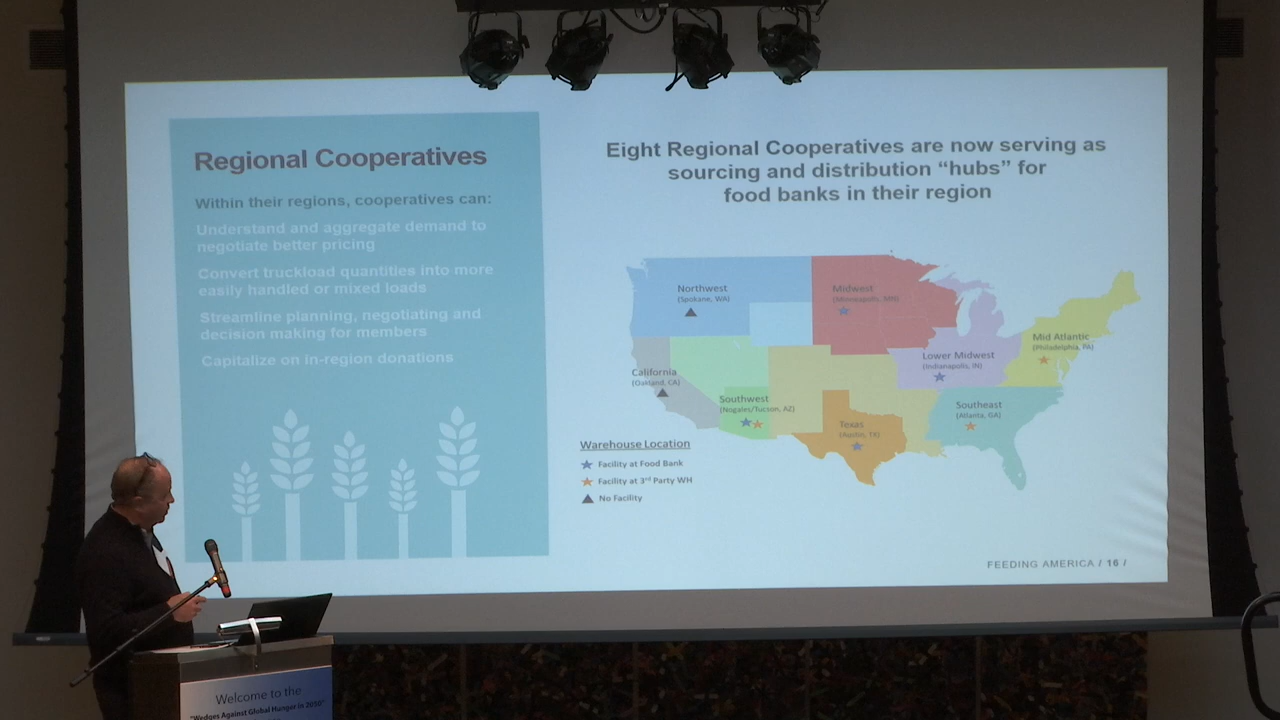 Regional Cooperatives
Within their regions, cooperatives can:
Understand and aggregate demand to
negotiate better pricing
Convert truckload quantities into more
easily handled or mixed loads
Streamline planning, negotiating and
decision making for members
Capitalize on in-region donations
Eight Regional Cooperatives are now serving as
sourcing and distribution “hubs” for
food banks in their region
Northwest
(Spokane, WA)
Midwest
(Minneapolis, MN)
Mid Atlantic
(Philadelphia, PA)
Lower Midwest
(Indianapolis, IN)
California
(Oakland, CA)
Southwest
(Nogales/Tucson, AZ)
Southeast
(Atlanta, GA)
Texas
(Austin, TX)
Warehouse Location
Facility at Food Bank
Facility at 3rd Party WH
No Facility
FEEDING AMERICA / 16 /
Welcome to the
"Wedges Against Global Hunger in 2050"